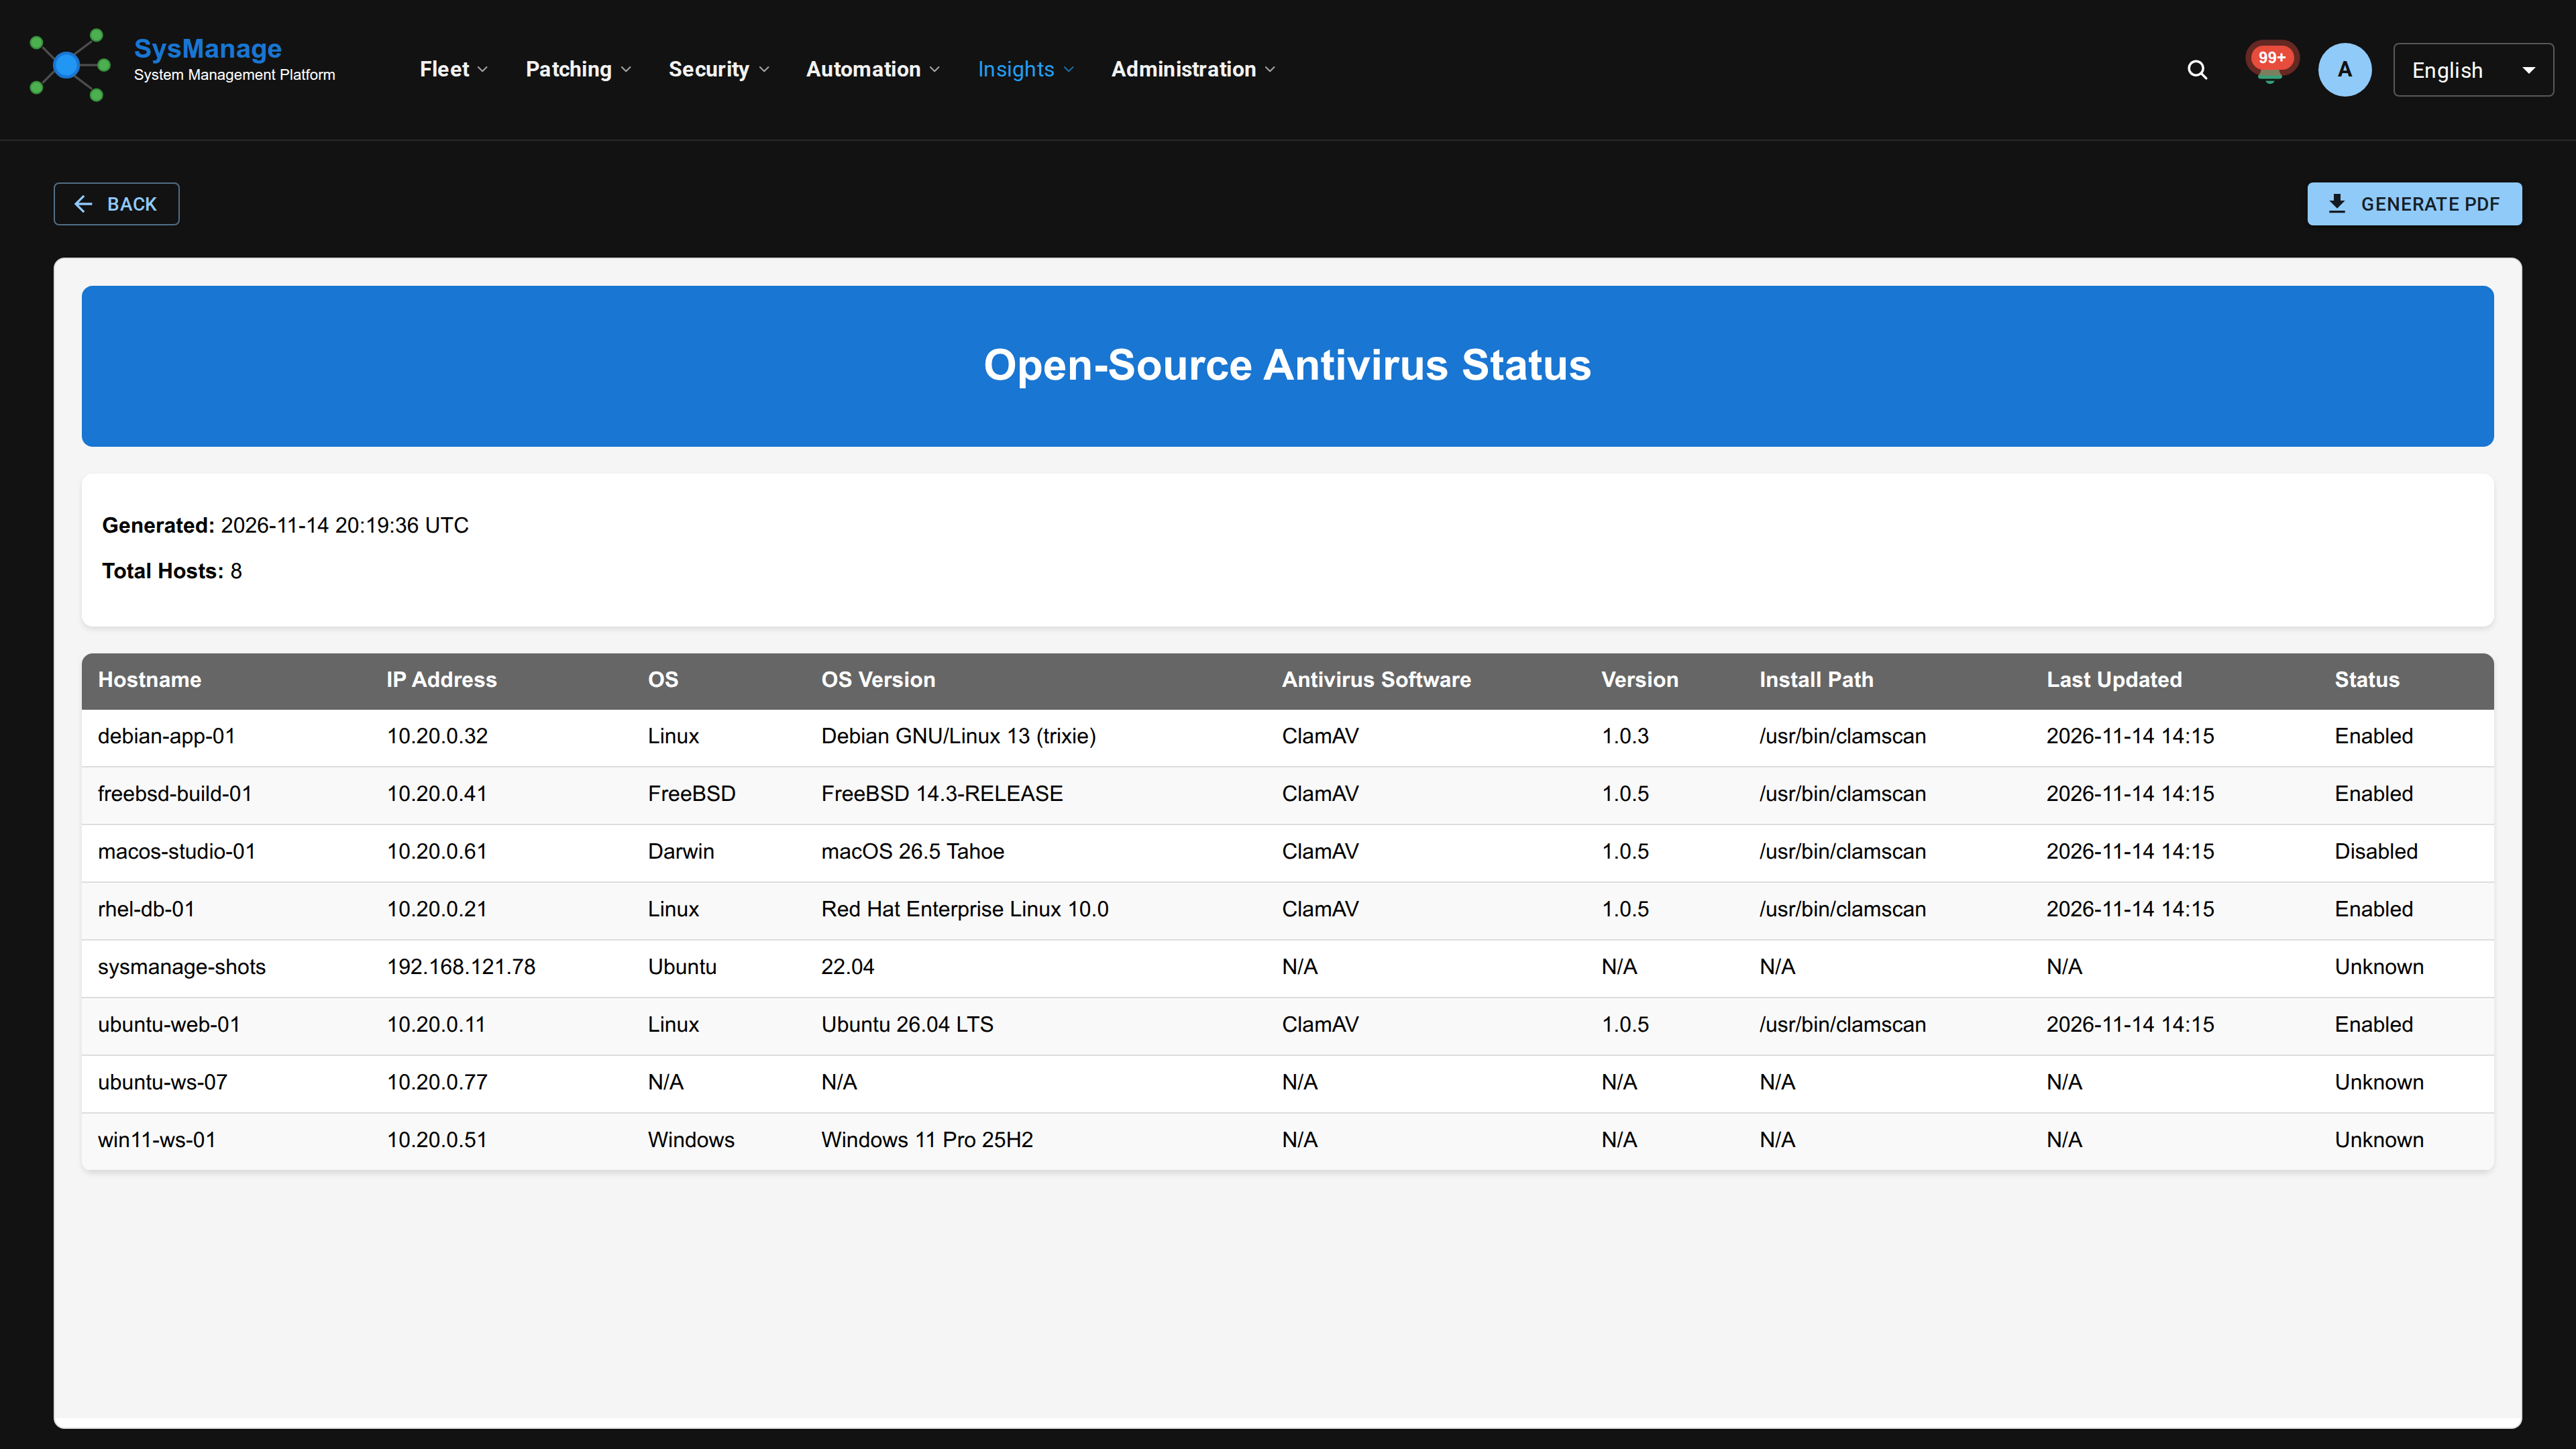 SysManage
System Management Platform
Fleet Patching Security Automation Insights Administration
99+ A English
BACK GENERATE PDF
Open-Source Antivirus Status
Generated: 2026-11-14 20:19:36 UTC
Total Hosts: 8
Hostname IP Address OS OS Version Antivirus Software Version Install Path Last Updated Status
debian-app-01 10.20.0.32 Linux Debian GNU/Linux 13 (trixie) ClamAV 1.0.3 /usr/bin/clamscan 2026-11-14 14:15 Enabled
freebsd-build-01 10.20.0.41 FreeBSD FreeBSD 14.3-RELEASE ClamAV 1.0.5 /usr/bin/clamscan 2026-11-14 14:15 Enabled
macos-studio-01 10.20.0.61 Darwin macOS 26.5 Tahoe ClamAV 1.0.5 /usr/bin/clamscan 2026-11-14 14:15 Disabled
rhel-db-01 10.20.0.21 Linux Red Hat Enterprise Linux 10.0 ClamAV 1.0.5 /usr/bin/clamscan 2026-11-14 14:15 Enabled
sysmanage-shots 192.168.121.78 Ubuntu 22.04 N/A N/A N/A N/A Unknown
ubuntu-web-01 10.20.0.11 Linux Ubuntu 26.04 LTS ClamAV 1.0.5 /usr/bin/clamscan 2026-11-14 14:15 Enabled
ubuntu-ws-07 10.20.0.77 N/A N/A N/A N/A N/A N/A Unknown
win11-ws-01 10.20.0.51 Windows Windows 11 Pro 25H2 N/A N/A N/A N/A Unknown